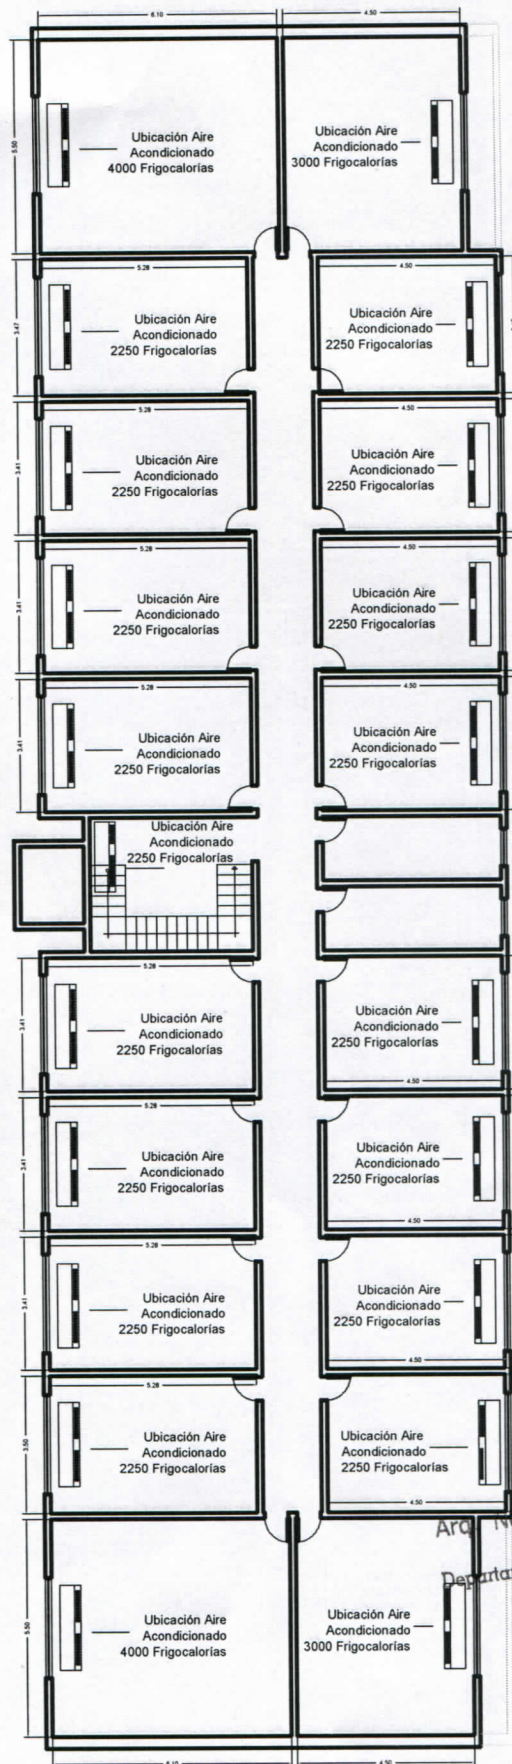 6.10
4.50
5.50
Ubicación Aire
Acondicionado
4000 Frigocalorías
Ubicación Aire
Acondicionado
3000 Frigocalorías
5.28
4.50
3.47
Ubicación Aire
Acondicionado
2250 Frigocalorías
Ubicación Aire
Acondicionado
2250 Frigocalorías
5.28
4.50
3.41
Ubicación Aire
Acondicionado
2250 Frigocalorías
Ubicación Aire
Acondicionado
2250 Frigocalorías
5.28
4.50
3.41
Ubicación Aire
Acondicionado
2250 Frigocalorías
Ubicación Aire
Acondicionado
2250 Frigocalorías
5.28
4.50
3.41
Ubicación Aire
Acondicionado
2250 Frigocalorías
Ubicación Aire
Acondicionado
2250 Frigocalorías
Ubicación Aire
Acondicionado
2250 Frigocalorías
5.28
3.41
Ubicación Aire
Acondicionado
2250 Frigocalorías
Ubicación Aire
Acondicionado
2250 Frigocalorías
4.50
5.28
3.41
Ubicación Aire
Acondicionado
2250 Frigocalorías
Ubicación Aire
Acondicionado
2250 Frigocalorías
4.50
5.28
3.41
Ubicación Aire
Acondicionado
2250 Frigocalorías
Ubicación Aire
Acondicionado
2250 Frigocalorías
4.50
5.28
3.50
Ubicación Aire
Acondicionado
2250 Frigocalorías
Ubicación Aire
Acondicionado
2250 Frigocalorías
4.50
Arq.
5.50
Ubicación Aire
Acondicionado
4000 Frigocalorías
Ubicación Aire
Acondicionado
3000 Frigocalorías
6.10
4.50